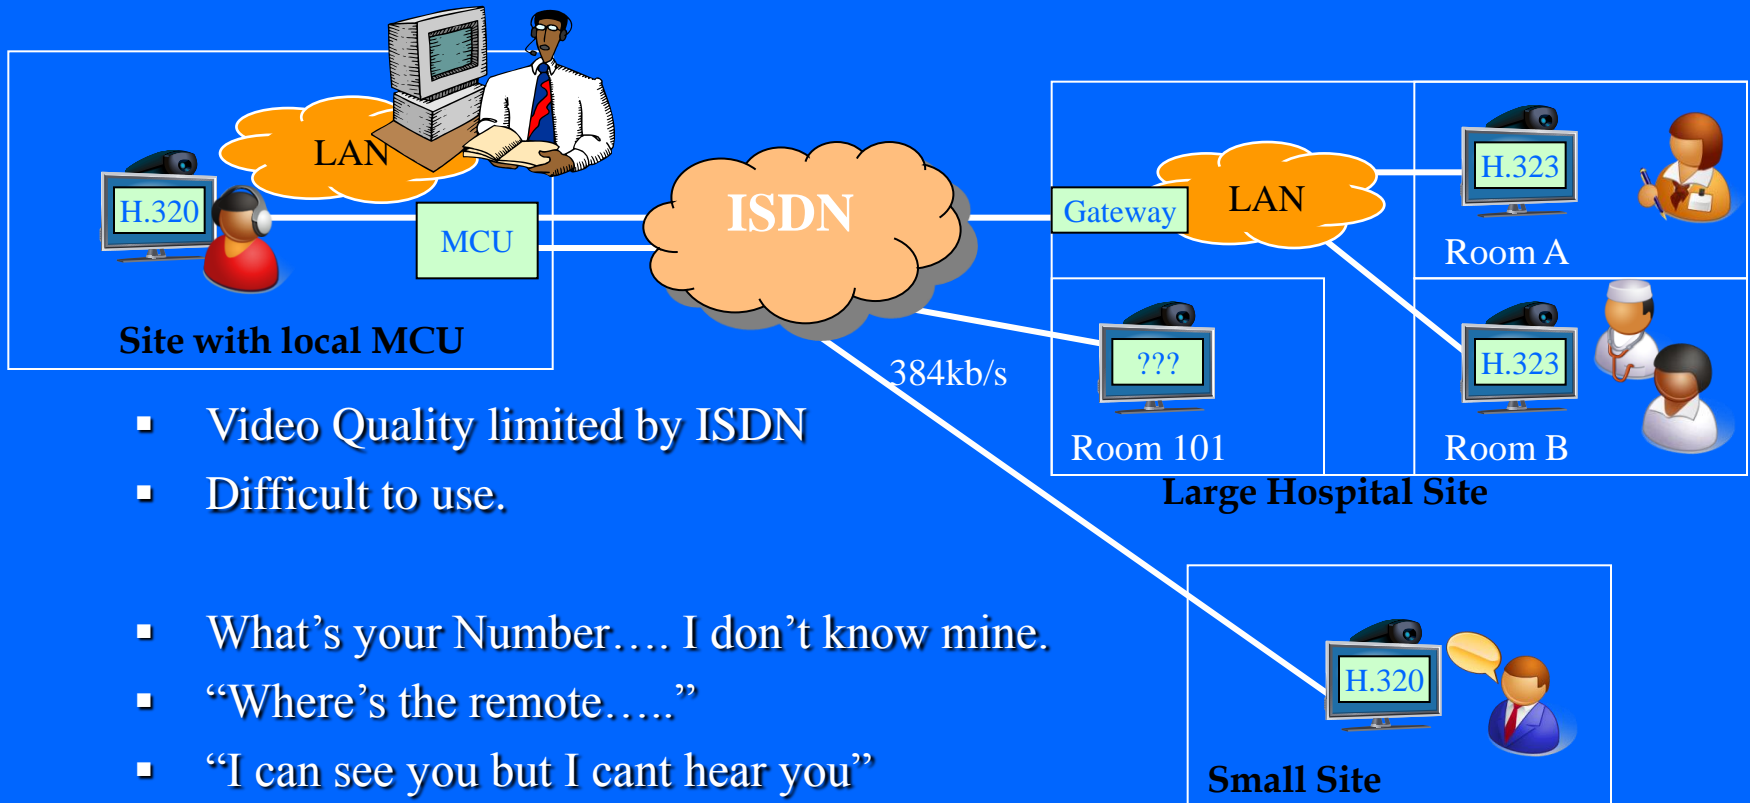 LAN
H.320
MCU
Site with local MCU
ISDN
384kb/s
Gateway
LAN
H.323
Room A
???
Room 101
H.323
Room B
Large Hospital Site
▪ Video Quality limited by ISDN
▪ Difficult to use.
▪ What’s your Number…. I don’t know mine.
▪ “Where’s the remote…..”
▪ “I can see you but I cant hear you”
H.320
Small Site